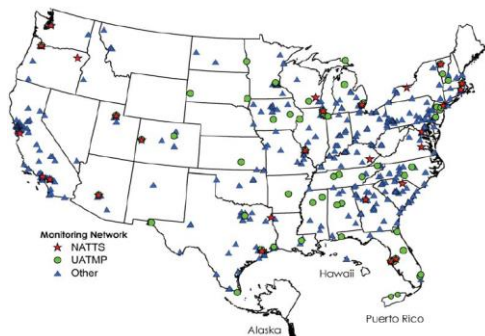 Monitoring Network
NATTS
UATMP
Other
Hawaii
Puerto Rico
Alaska